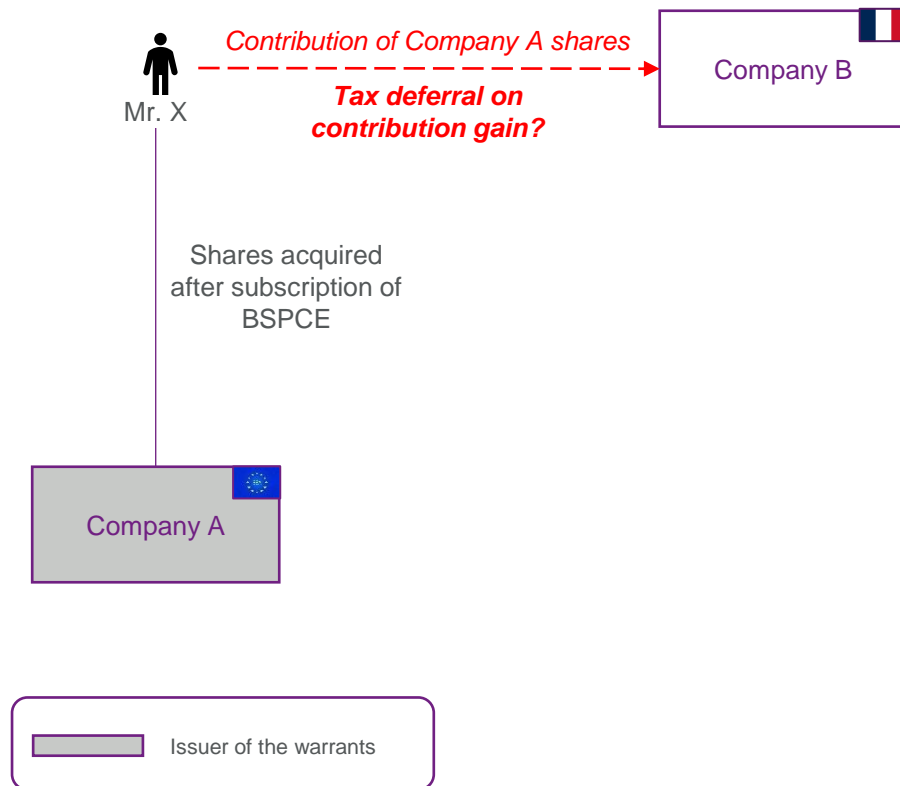 Contribution of Company A shares
Company B
Mr. X
Tax deferral on
contribution gain?
Shares acquired
after subscription of
BSPCE
Company A
Issuer of the warrants